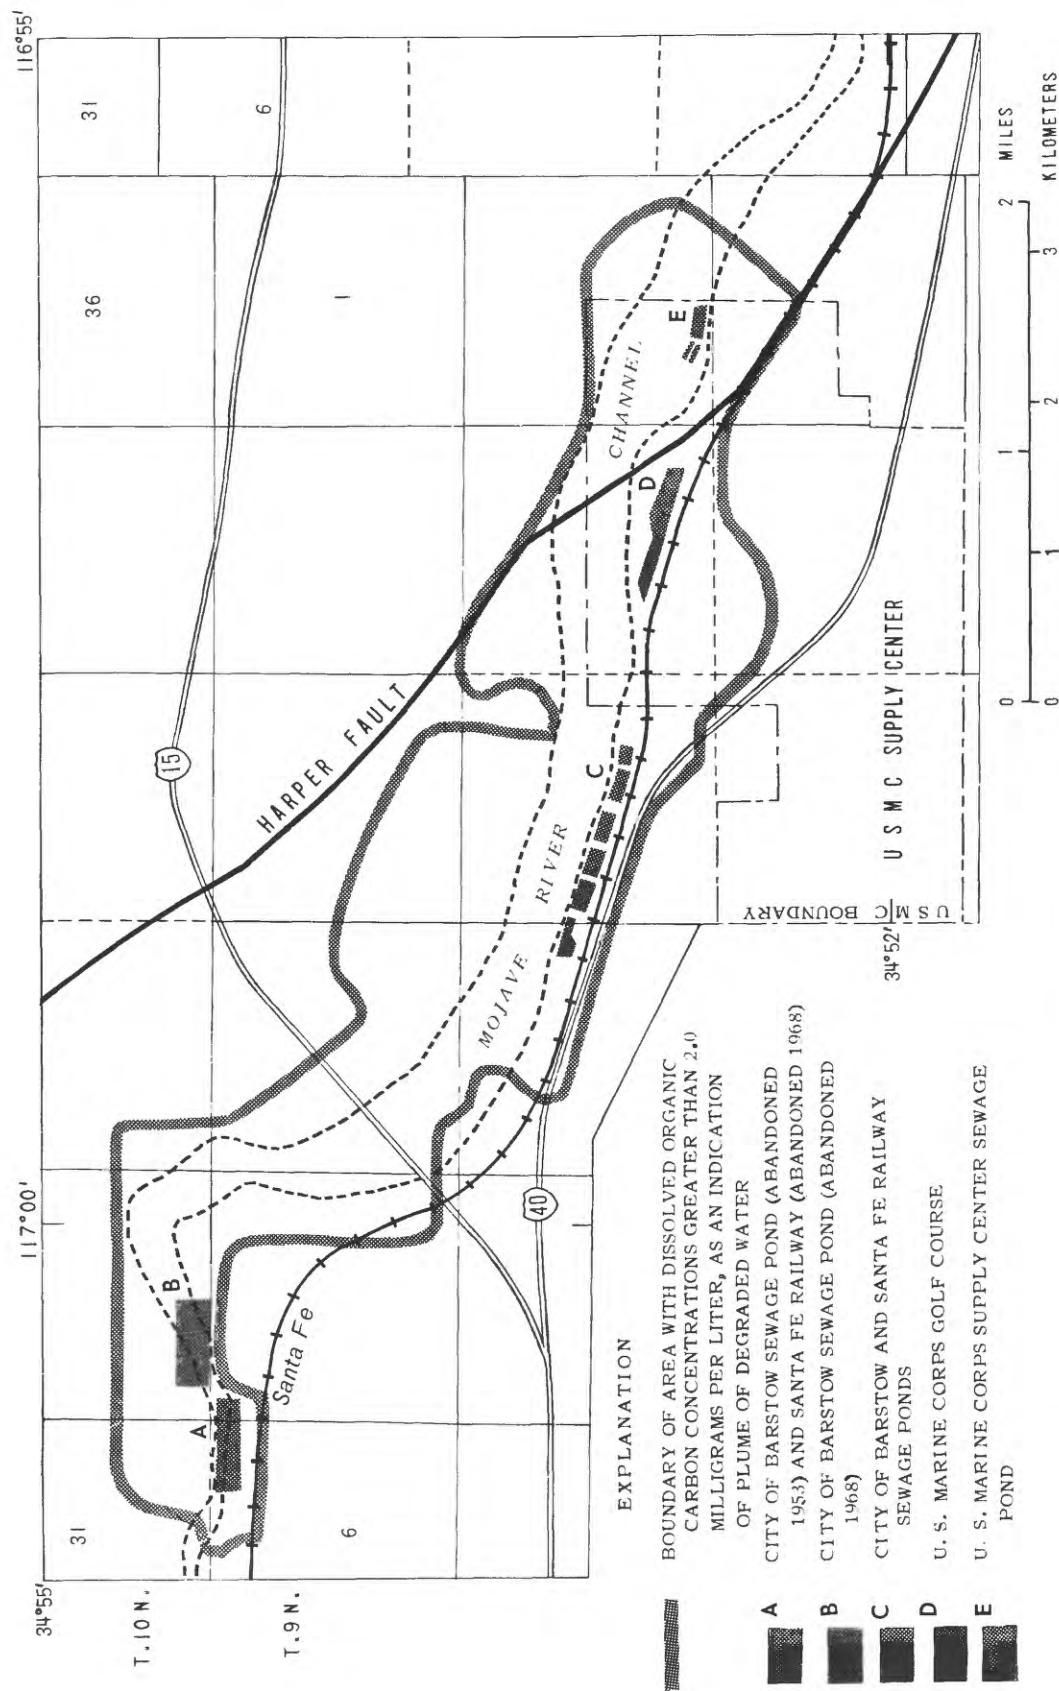 34°55'
117°00'
116°55'
T.10 N.
T.9 N.
31
6
36
31
1
6
15
40
A
B
C
D
E
HARPER FAULT
Santa Fe
MOJAVE RIVER CHANNEL
34°52'
U S M C BOUNDARY
U S M C SUPPLY CENTER
0 1 2 MILES
0 1 2 3 KILOMETERS
EXPLANATION
BOUNDARY OF AREA WITH DISSOLVED ORGANIC
CARBON CONCENTRATIONS GREATER THAN 2.0
MILLIGRAMS PER LITER, AS AN INDICATION
OF PLUME OF DEGRADED WATER
A CITY OF BARSTOW SEWAGE POND (ABANDONED
1953) AND SANTA FE RAILWAY (ABANDONED 1968)
B CITY OF BARSTOW SEWAGE POND (ABANDONED
1968)
C CITY OF BARSTOW AND SANTA FE RAILWAY
SEWAGE PONDS
D U. S. MARINE CORPS GOLF COURSE
E U. S. MARINE CORPS SUPPLY CENTER SEWAGE
POND